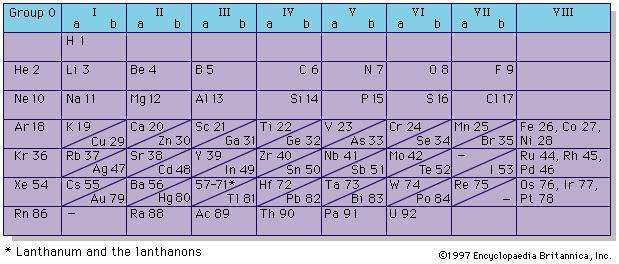 Group 0 I II III IV V VI VII VIII
a b a b a b a b a b a b a b
H 1
He 2 Li 3 Be 4 B 5 C 6 N 7 O 8 F 9
Ne 10 Na 11 Mg 12 Al 13 Si 14 P 15 S 16 Cl 17
Ar 18 K 19 Ca 20 Sc 21 Ti 22 V 23 Cr 24 Mn 25 Fe 26, Co 27,
Cu 29 Zn 30 Ga 31 Ge 32 As 33 Se 34 Br 35 Ni 28
Kr 36 Rb 37 Sr 38 Y 39 Zr 40 Nb 41 Mo 42 – Ru 44, Rh 45,
Ag 47 Cd 48 In 49 Sn 50 Sb 51 Te 52 I 53 Pd 46
Xe 54 Cs 55 Ba 56 57-71* Hf 72 Ta 73 W 74 Re 75 Os 76, Ir 77,
Au 79 Hg 80 Tl 81 Pb 82 Bi 83 Po 84 – Pt 78
Rn 86 – Ra 88 Ac 89 Th 90 Pa 91 U 92
* Lanthanum and the lanthanons
©1997 Encyclopaedia Britannica, Inc.